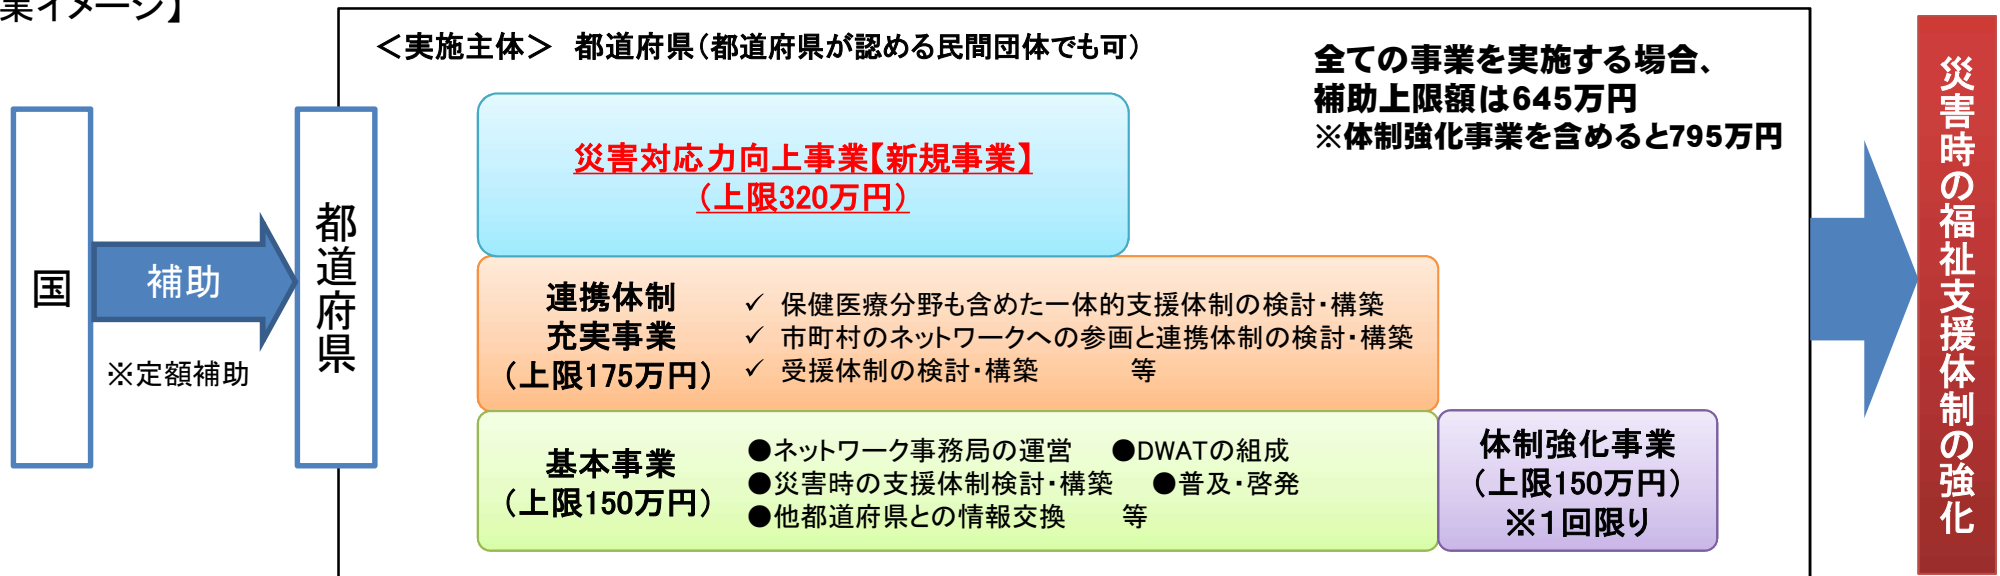 業イメージ】
＜実施主体＞　都道府県（都道府県が認める民間団体でも可）
全ての事業を実施する場合、
補助上限額は645万円
※体制強化事業を含めると795万円
国
補助
※定額補助
都道府県
災害対応力向上事業【新規事業】
（上限320万円）
連携体制
充実事業
（上限175万円）
✓ 保健医療分野も含めた一体的支援体制の検討・構築
✓ 市町村のネットワークへの参画と連携体制の検討・構築
✓ 受援体制の検討・構築　　　等
基本事業
（上限150万円）
●ネットワーク事務局の運営　●DWATの組成
●災害時の支援体制検討・構築　●普及・啓発
●他都道府県との情報交換　　等
体制強化事業
（上限150万円）
※１回限り
災害時の福祉支援体制の強化